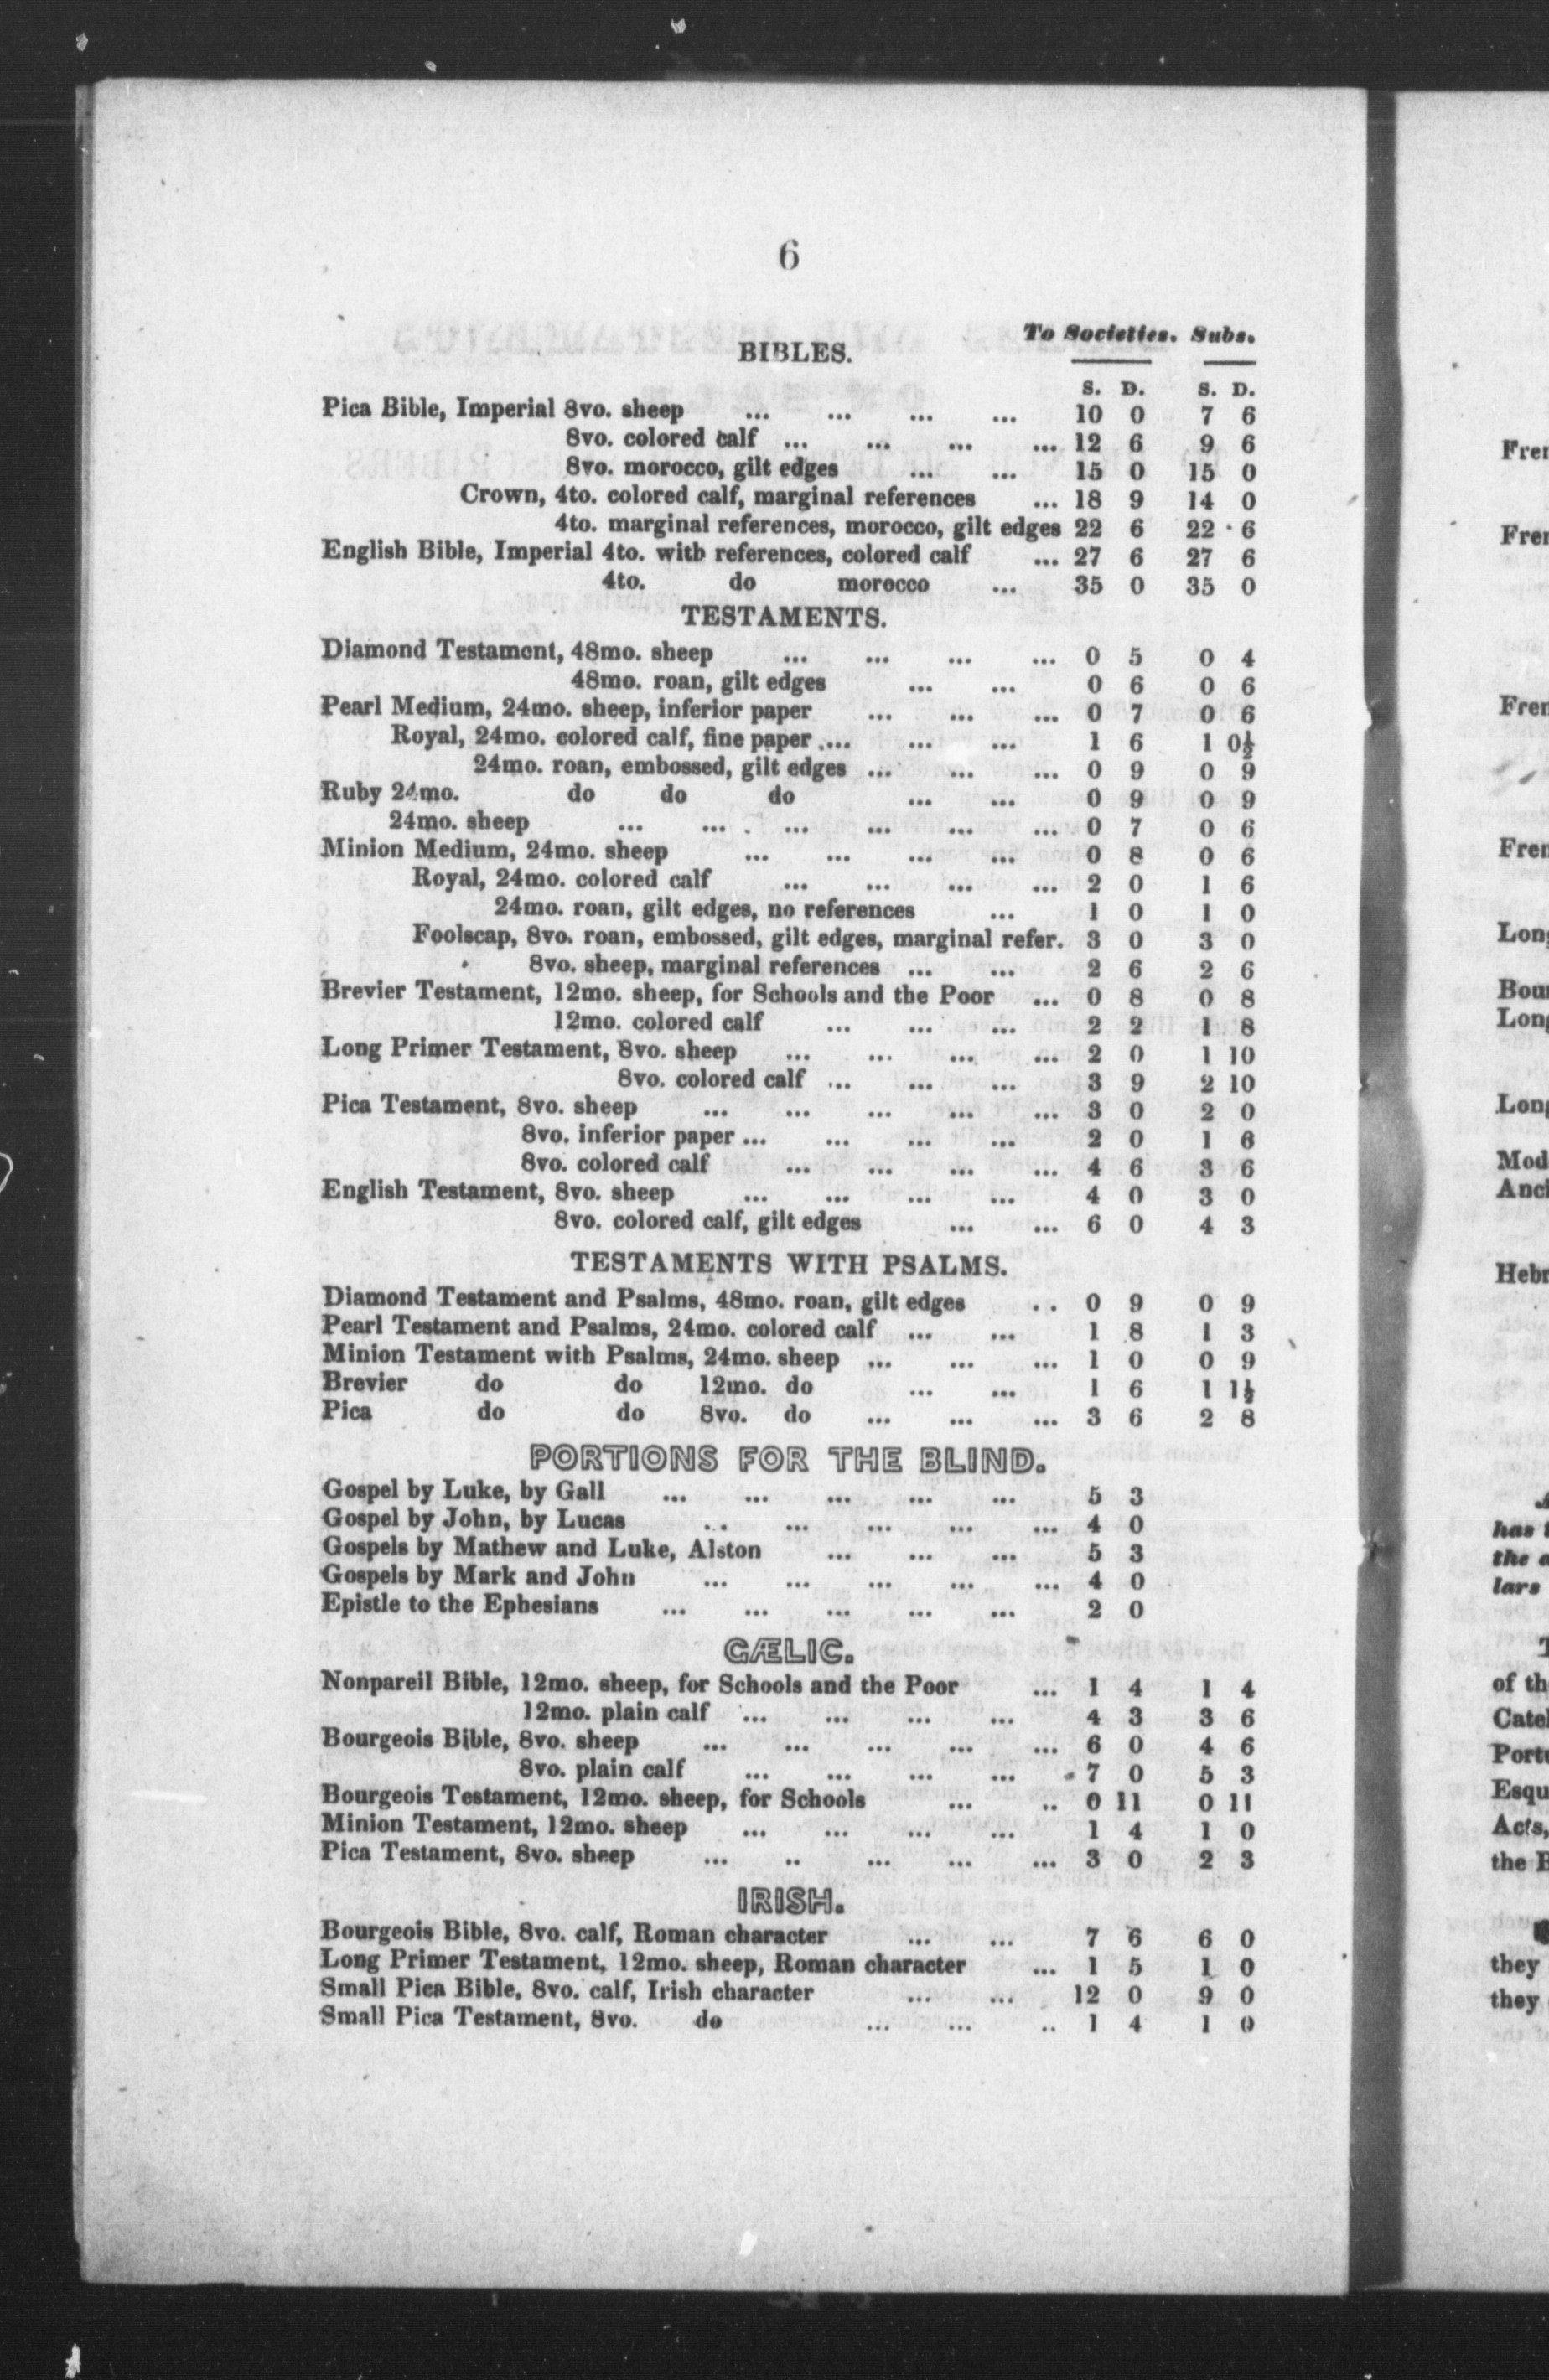 6
To Societies. Subs.
BIBLES.
S. D. S. D.
Pica Bible, Imperial 8vo. sheep ... ... ... ... 10 0 7 6
8vo. colored calf ... ... ... ... 12 6 9 6
8vo. morocco, gilt edges ... ... 15 0 15 0
Crown, 4to. colored calf, marginal references ... 18 9 14 0
4to. marginal references, morocco, gilt edges 22 6 22 6
English Bible, Imperial 4to. with references, colored calf ... 27 6 27 6
4to. do morocco ... 35 0 35 0
TESTAMENTS.
Diamond Testament, 48mo. sheep ... ... ... ... 0 5 0 4
48mo. roan, gilt edges ... ... 0 6 0 6
Pearl Medium, 24mo. sheep, inferior paper ... ... ... 0 7 0 6
Royal, 24mo. colored calf, fine paper .... ... ... 1 6 1 0½
24mo. roan, embossed, gilt edges ... ... ... 0 9 0 9
Ruby 24mo. do do do ... ... 0 9 0 9
24mo. sheep ... ... ... ... ... ... 0 7 0 6
Minion Medium, 24mo. sheep ... ... ... ... 0 8 0 6
Royal, 24mo. colored calf ... ... ... ... 2 0 1 6
24mo. roan, gilt edges, no references ... 1 0 1 0
Foolscap, 8vo. roan, embossed, gilt edges, marginal refer. 3 0 3 0
8vo. sheep, marginal references ... ... 2 6 2 6
Brevier Testament, 12mo. sheep, for Schools and the Poor ... 0 8 0 8
12mo. colored calf ... ... ... 2 2 1 8
Long Primer Testament, 8vo. sheep ... ... ... ... 2 0 1 10
8vo. colored calf ... ... ... 3 9 2 10
Pica Testament, 8vo. sheep ... ... ... ... ... 3 0 2 0
8vo. inferior paper ... ... ... ... 2 0 1 6
8vo. colored calf ... ... ... ... 4 6 3 6
English Testament, 8vo. sheep ... ... ... ... 4 0 3 0
8vo. colored calf, gilt edges ... ... 6 0 4 3
TESTAMENTS WITH PSALMS.
Diamond Testament and Psalms, 48mo. roan, gilt edges . . 0 9 0 9
Pearl Testament and Psalms, 24mo. colored calf ... ... 1 8 1 3
Minion Testament with Psalms, 24mo. sheep ... ... ... 1 0 0 9
Brevier do do 12mo. do ... ... 1 6 1 1½
Pica do do 8vo. do ... ... ... 3 6 2 8
PORTIONS FOR THE BLIND.
Gospel by Luke, by Gall ... ... ... ... ... 5 3
Gospel by John, by Lucas .. ... ... ... ... 4 0
Gospels by Mathew and Luke, Alston ... ... ... 5 3
Gospels by Mark and John ... ... ... ... ... 4 0
Epistle to the Ephesians ... ... ... ... ... 2 0
GÆLIC.
Nonpareil Bible, 12mo. sheep, for Schools and the Poor ... 1 4 1 4
12mo. plain calf ... ... ... ... 4 3 3 6
Bourgeois Bible, 8vo. sheep ... ... ... ... ... 6 0 4 6
8vo. plain calf ... ... ... ... 7 0 5 3
Bourgeois Testament, 12mo. sheep, for Schools ... .. 0 11 0 11
Minion Testament, 12mo. sheep ... ... ... ... 1 4 1 0
Pica Testament, 8vo. sheep ... .. ... ... ... 3 0 2 3
IRISH.
Bourgeois Bible, 8vo. calf, Roman character ... ... 7 6 6 0
Long Primer Testament, 12mo. sheep, Roman character ... 1 5 1 0
Small Pica Bible, 8vo. calf, Irish character ... ... 12 0 9 0
Small Pica Testament, 8vo. do ... ... .. 1 4 1 0
has
the
lars
of th
Acts,
the
they
they